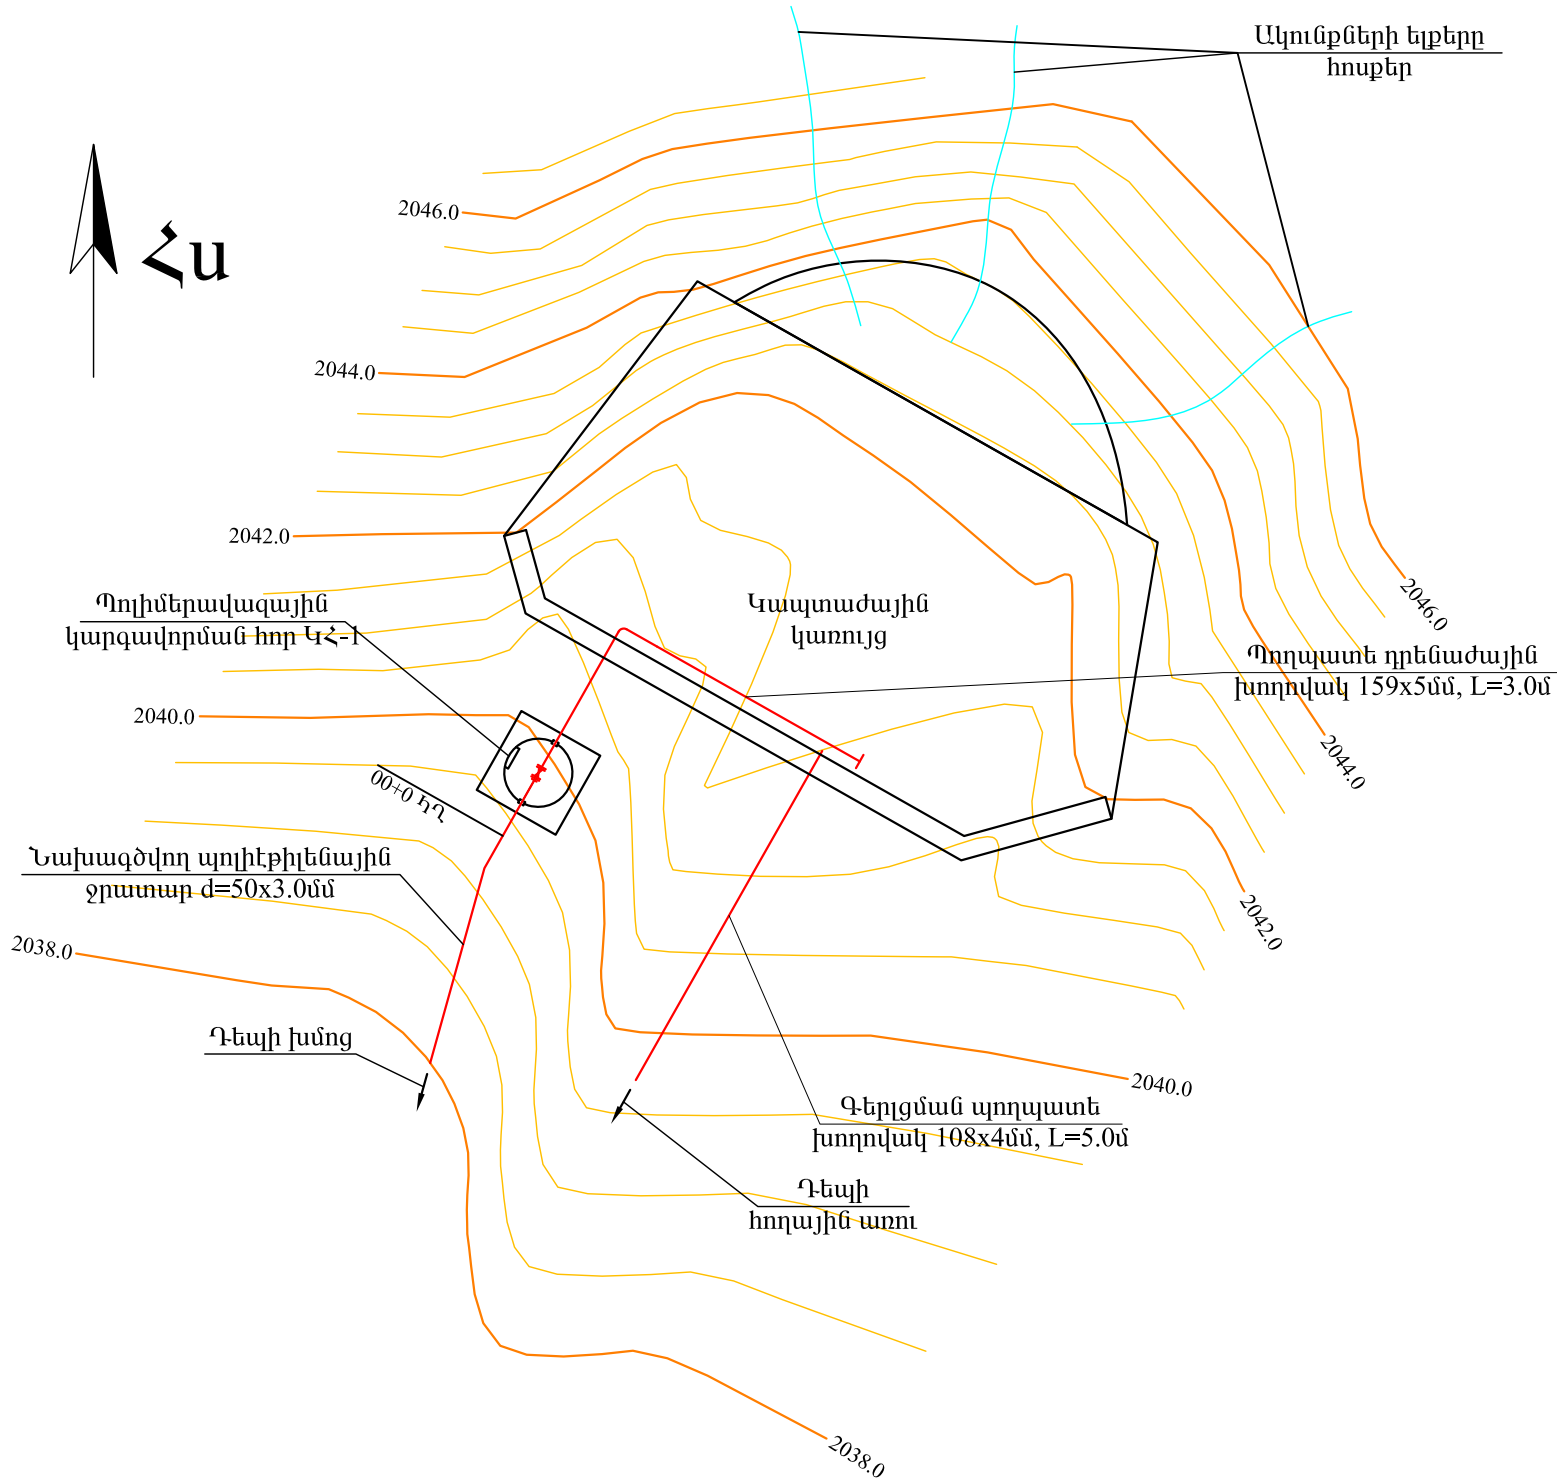 Ակունքների ելքերը
հոսքեր
Հս
2046.0
2044.0
2042.0
Պոլիմերավազային
կարգավորման հոր ԿՀ-1
Կապտաժային
կառույց
2046.0
Պողպատե դրենաժային
խողովակ 159x5մմ, L=3.0մ
2040.0
2044.0
ՊԿ 0+00
Նախագծվող պոլիէթիլենային
ջրատար d=50x3.0մմ
2042.0
2038.0
Դեպի խմոց
2040.0
Գերլցման պողպատե
խողովակ 108x4մմ, L=5.0մ
Դեպի
հողային առու
2038.0